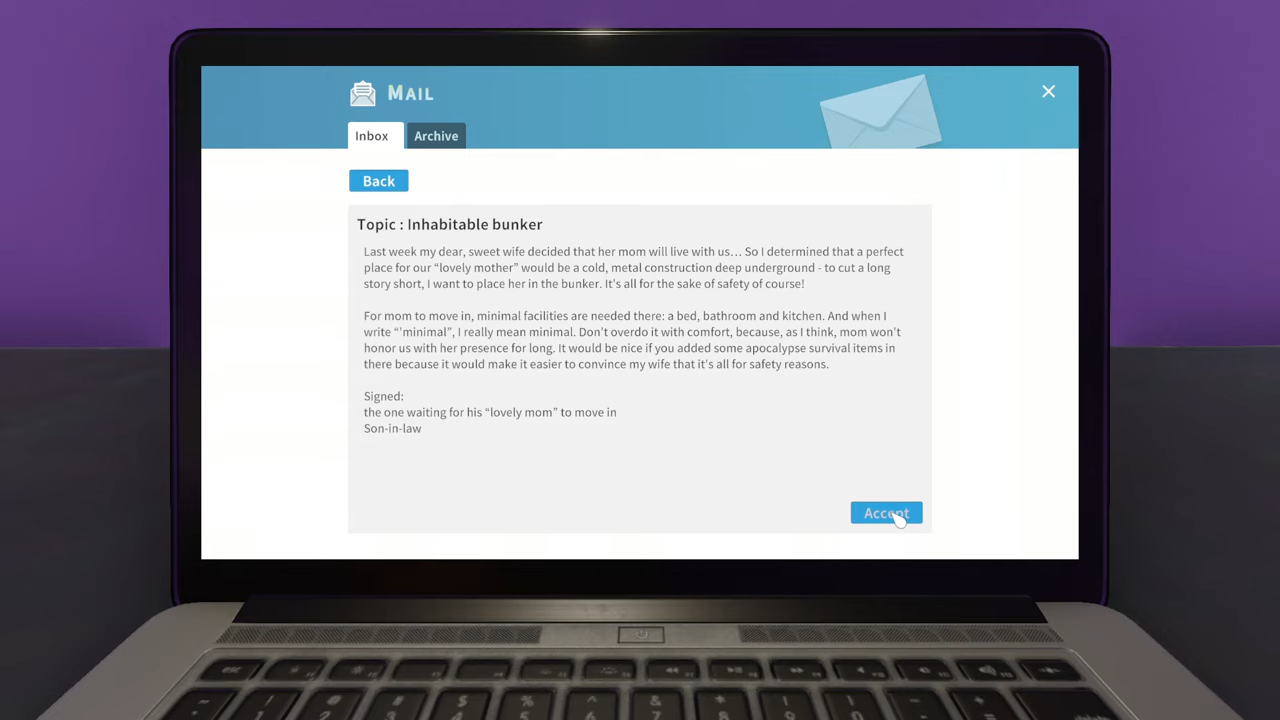 MAIL
Inbox
Archive
Back
Topic : Inhabitable bunker
Last week my dear, sweet wife decided that her mom will live with us… So I determined that a perfect
place for our “lovely mother” would be a cold, metal construction deep underground - to cut a long
story short, I want to place her in the bunker. It's all for the sake of safety of course!
For mom to move in, minimal facilities are needed there: a bed, bathroom and kitchen. And when I
write “'minimal”, I really mean minimal. Don't overdo it with comfort, because, as I think, mom won't
honor us with her presence for long. It would be nice if you added some apocalypse survival items in
there because it would make it easier to convince my wife that it's all for safety reasons.
Signed:
the one waiting for his “lovely mom” to move in
Son-in-law
Accept
esc